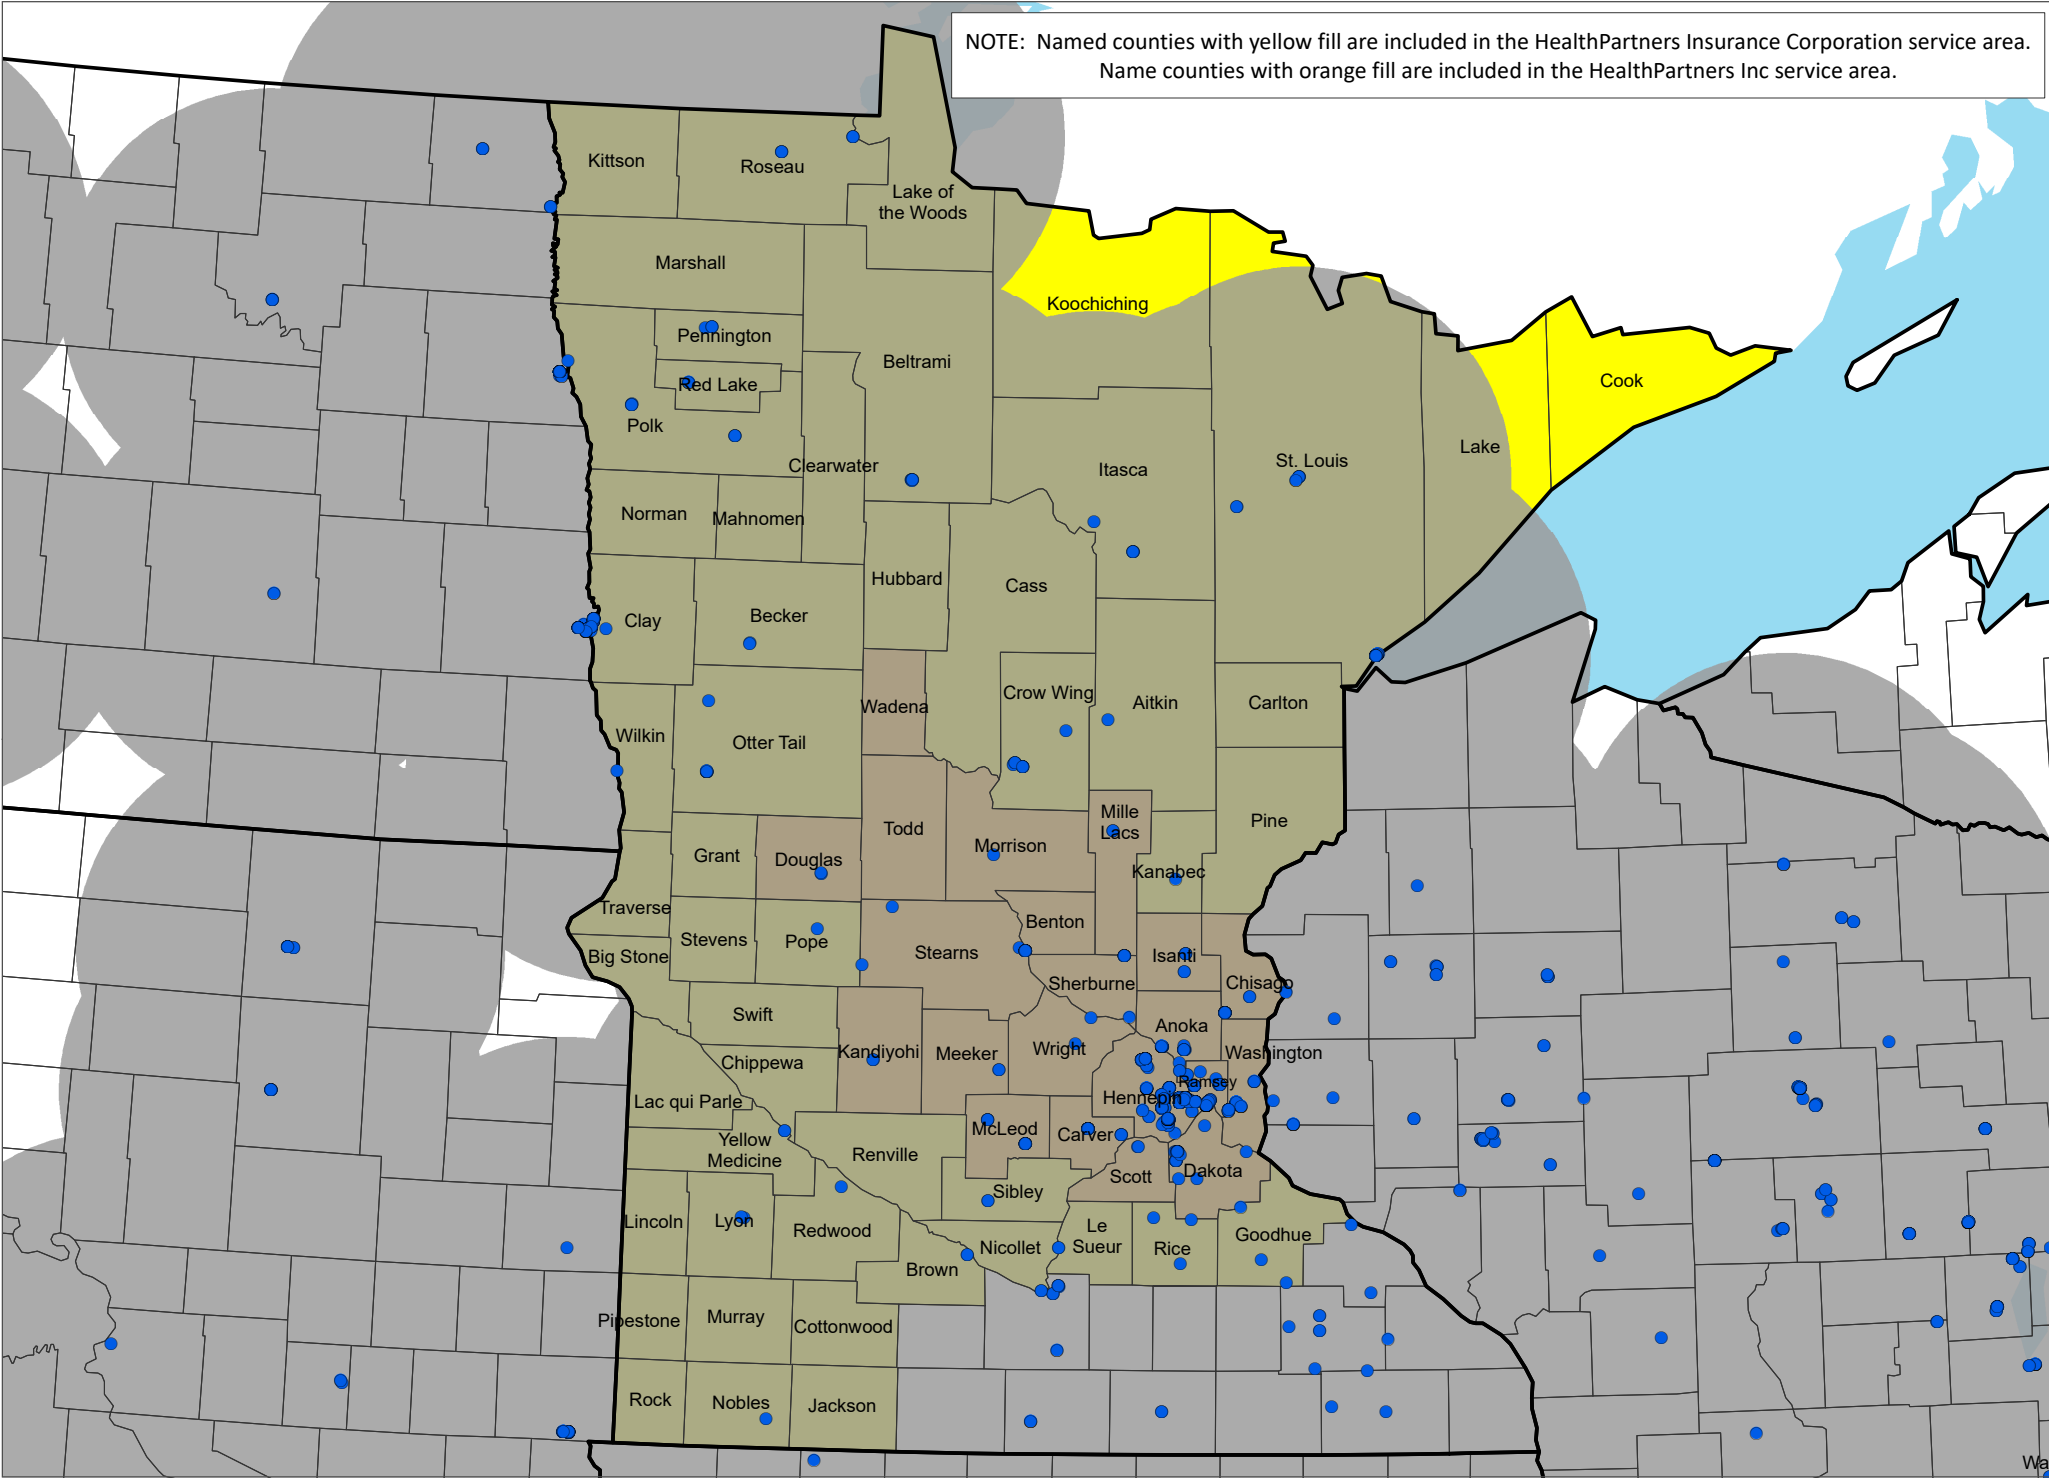 NOTE:  Named counties with yellow fill are included in the HealthPartners Insurance Corporation service area.
Name counties with orange fill are included in the HealthPartners Inc service area.
Kittson
Roseau
Lake of
the Woods
Marshall
Koochiching
Pennington
Beltrami
Red Lake
Cook
Polk
Lake
Clearwater
Itasca
St. Louis
Norman
Mahnomen
Hubbard
Cass
Clay
Becker
Crow Wing
Wadena
Aitkin
Carlton
Wilkin
Otter Tail
Mille
Lacs
Pine
Todd
Morrison
Grant
Douglas
Kanabec
Traverse
Benton
Stevens
Pope
Stearns
Isanti
Big Stone
Sherburne
Chisago
Swift
Anoka
Kandiyohi
Meeker
Wright
Washington
Chippewa
Ramsey
Hennepin
Lac qui Parle
McLeod
Carver
Yellow
Medicine
Renville
Scott
Dakota
Sibley
Lincoln
Lyon
Redwood
Le
Sueur
Nicollet
Rice
Goodhue
Brown
Pipestone
Murray
Cottonwood
Rock
Nobles
Jackson
Wa